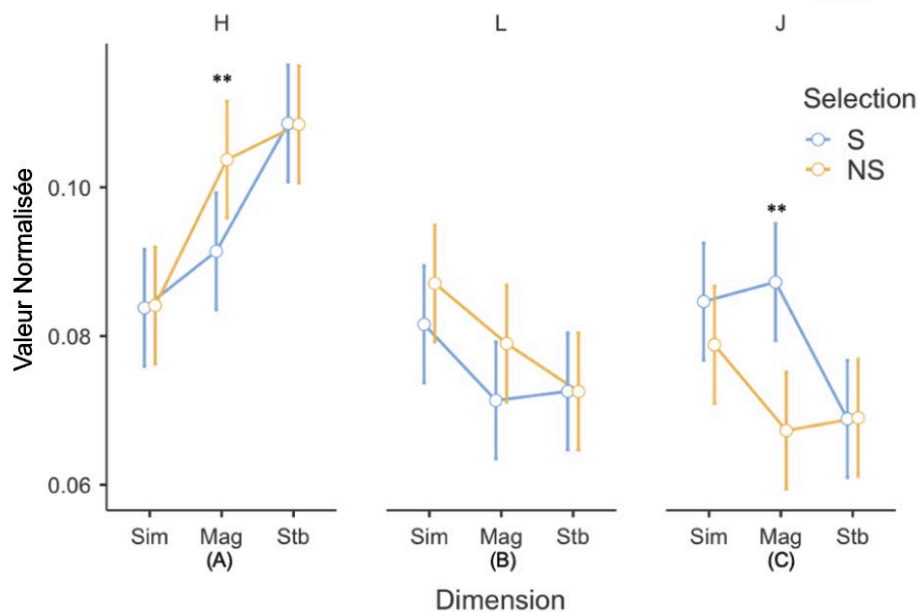 H L J
**
Selection
S
NS
0.10
**
Valeur Normalisée
0.08
0.06
Sim Mag Stb Sim Mag Stb Sim Mag Stb
(A) (B) (C)
Dimension